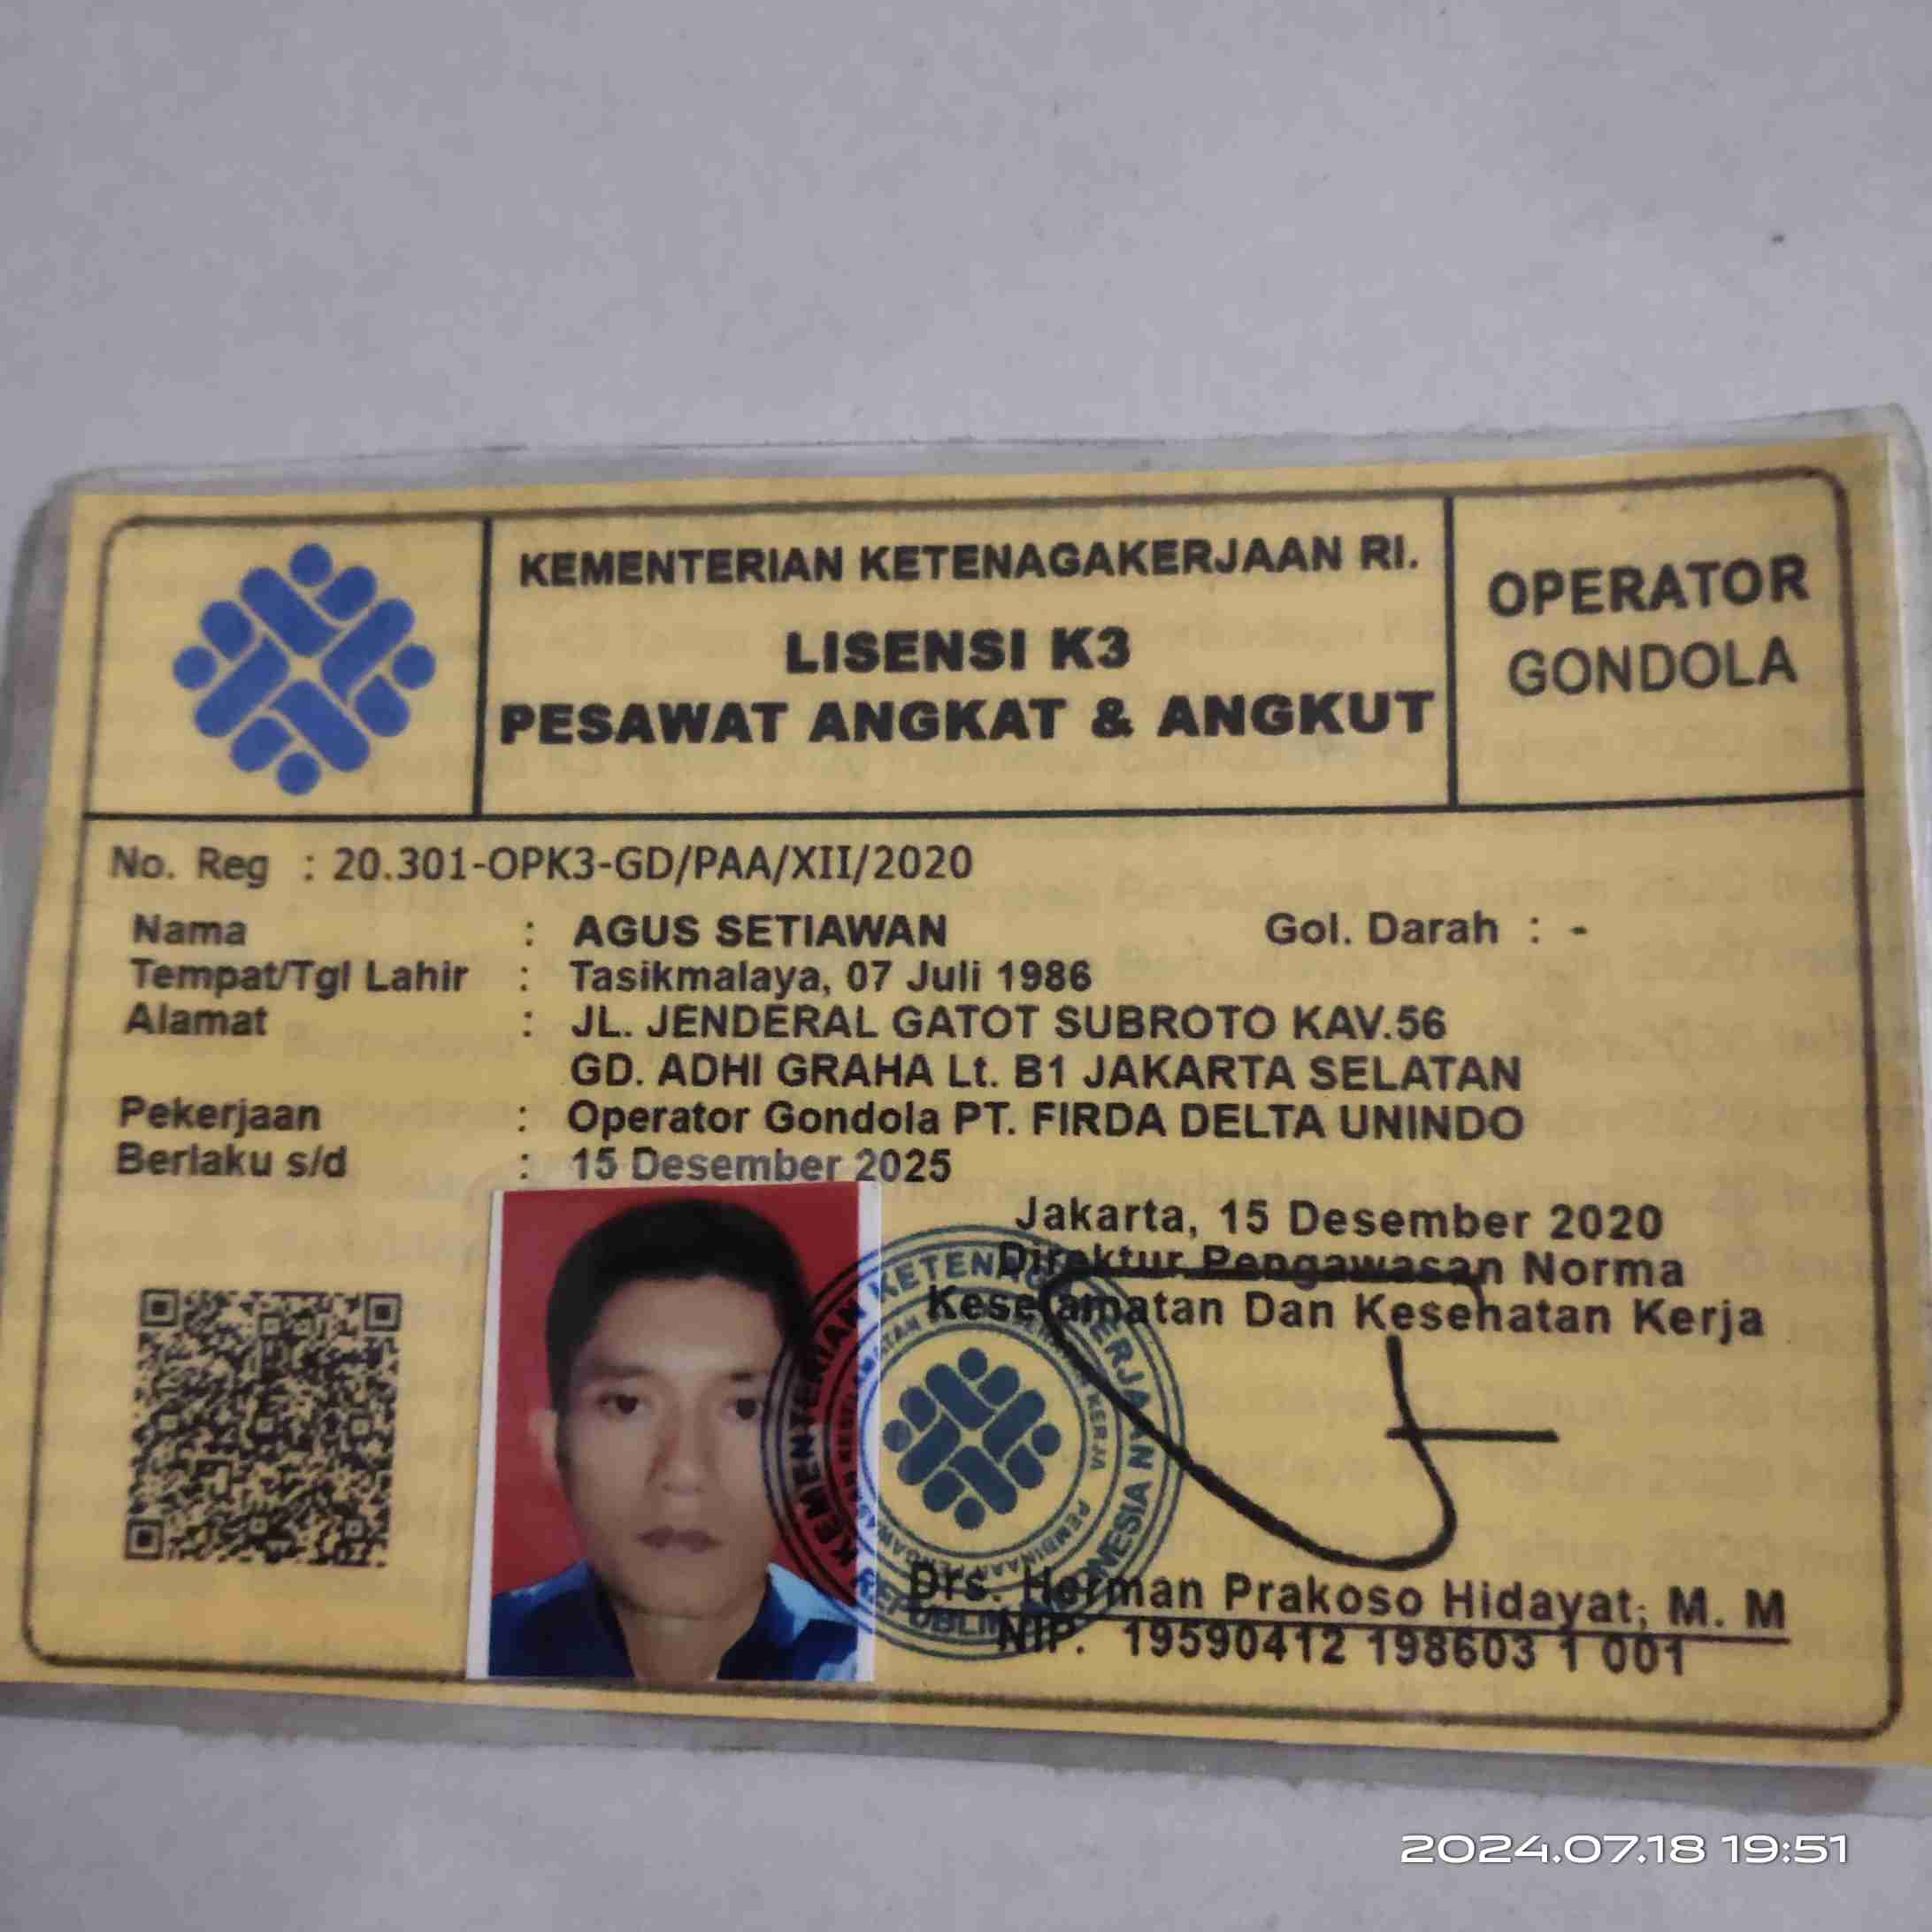 KEMENTERIAN KETENAGAKERJAAN RI.
LISENSI K3
PESAWAT ANGKAT & ANGKUT
OPERATOR
GONDOLA
No. Reg : 20.301-OPK3-GD/PAA/XII/2020
Nama : AGUS SETIAWAN Gol. Darah : -
Tempat/Tgl Lahir : Tasikmalaya, 07 Juli 1986
Alamat : JL. JENDERAL GATOT SUBROTO KAV.56
GD. ADHI GRAHA Lt. B1 JAKARTA SELATAN
Pekerjaan : Operator Gondola PT. FIRDA DELTA UNINDO
Berlaku s/d : 15 Desember 2025
Jakarta, 15 Desember 2020
Direktur Pengawasan Norma
Keselamatan Dan Kesehatan Kerja
KEMENTERIAN KETENAGAKERJAAN
REPUBLIK INDONESIA
Drs. Herman Prakoso Hidayat, M. M
NIP. 19590412 198603 1 001
2024.07.18 19:51